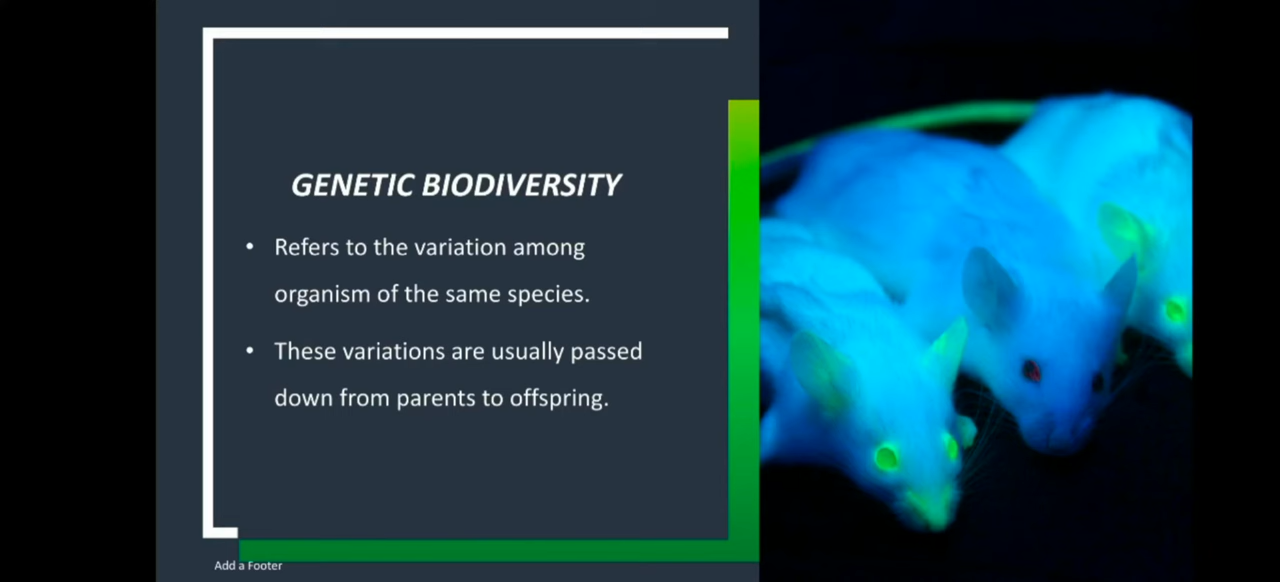 GENETIC BIODIVERSITY
• Refers to the variation among
organism of the same species.
• These variations are usually passed
down from parents to offspring.
Add a Footer